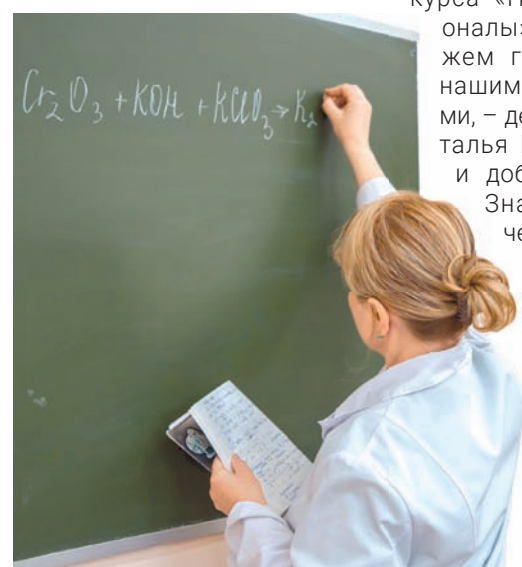 Cr₂O₃ + KOH + KClO₃ → K₂
курса «П
оналы»
жем г
нашим
ми, – де
талья
и доб
Зна
че